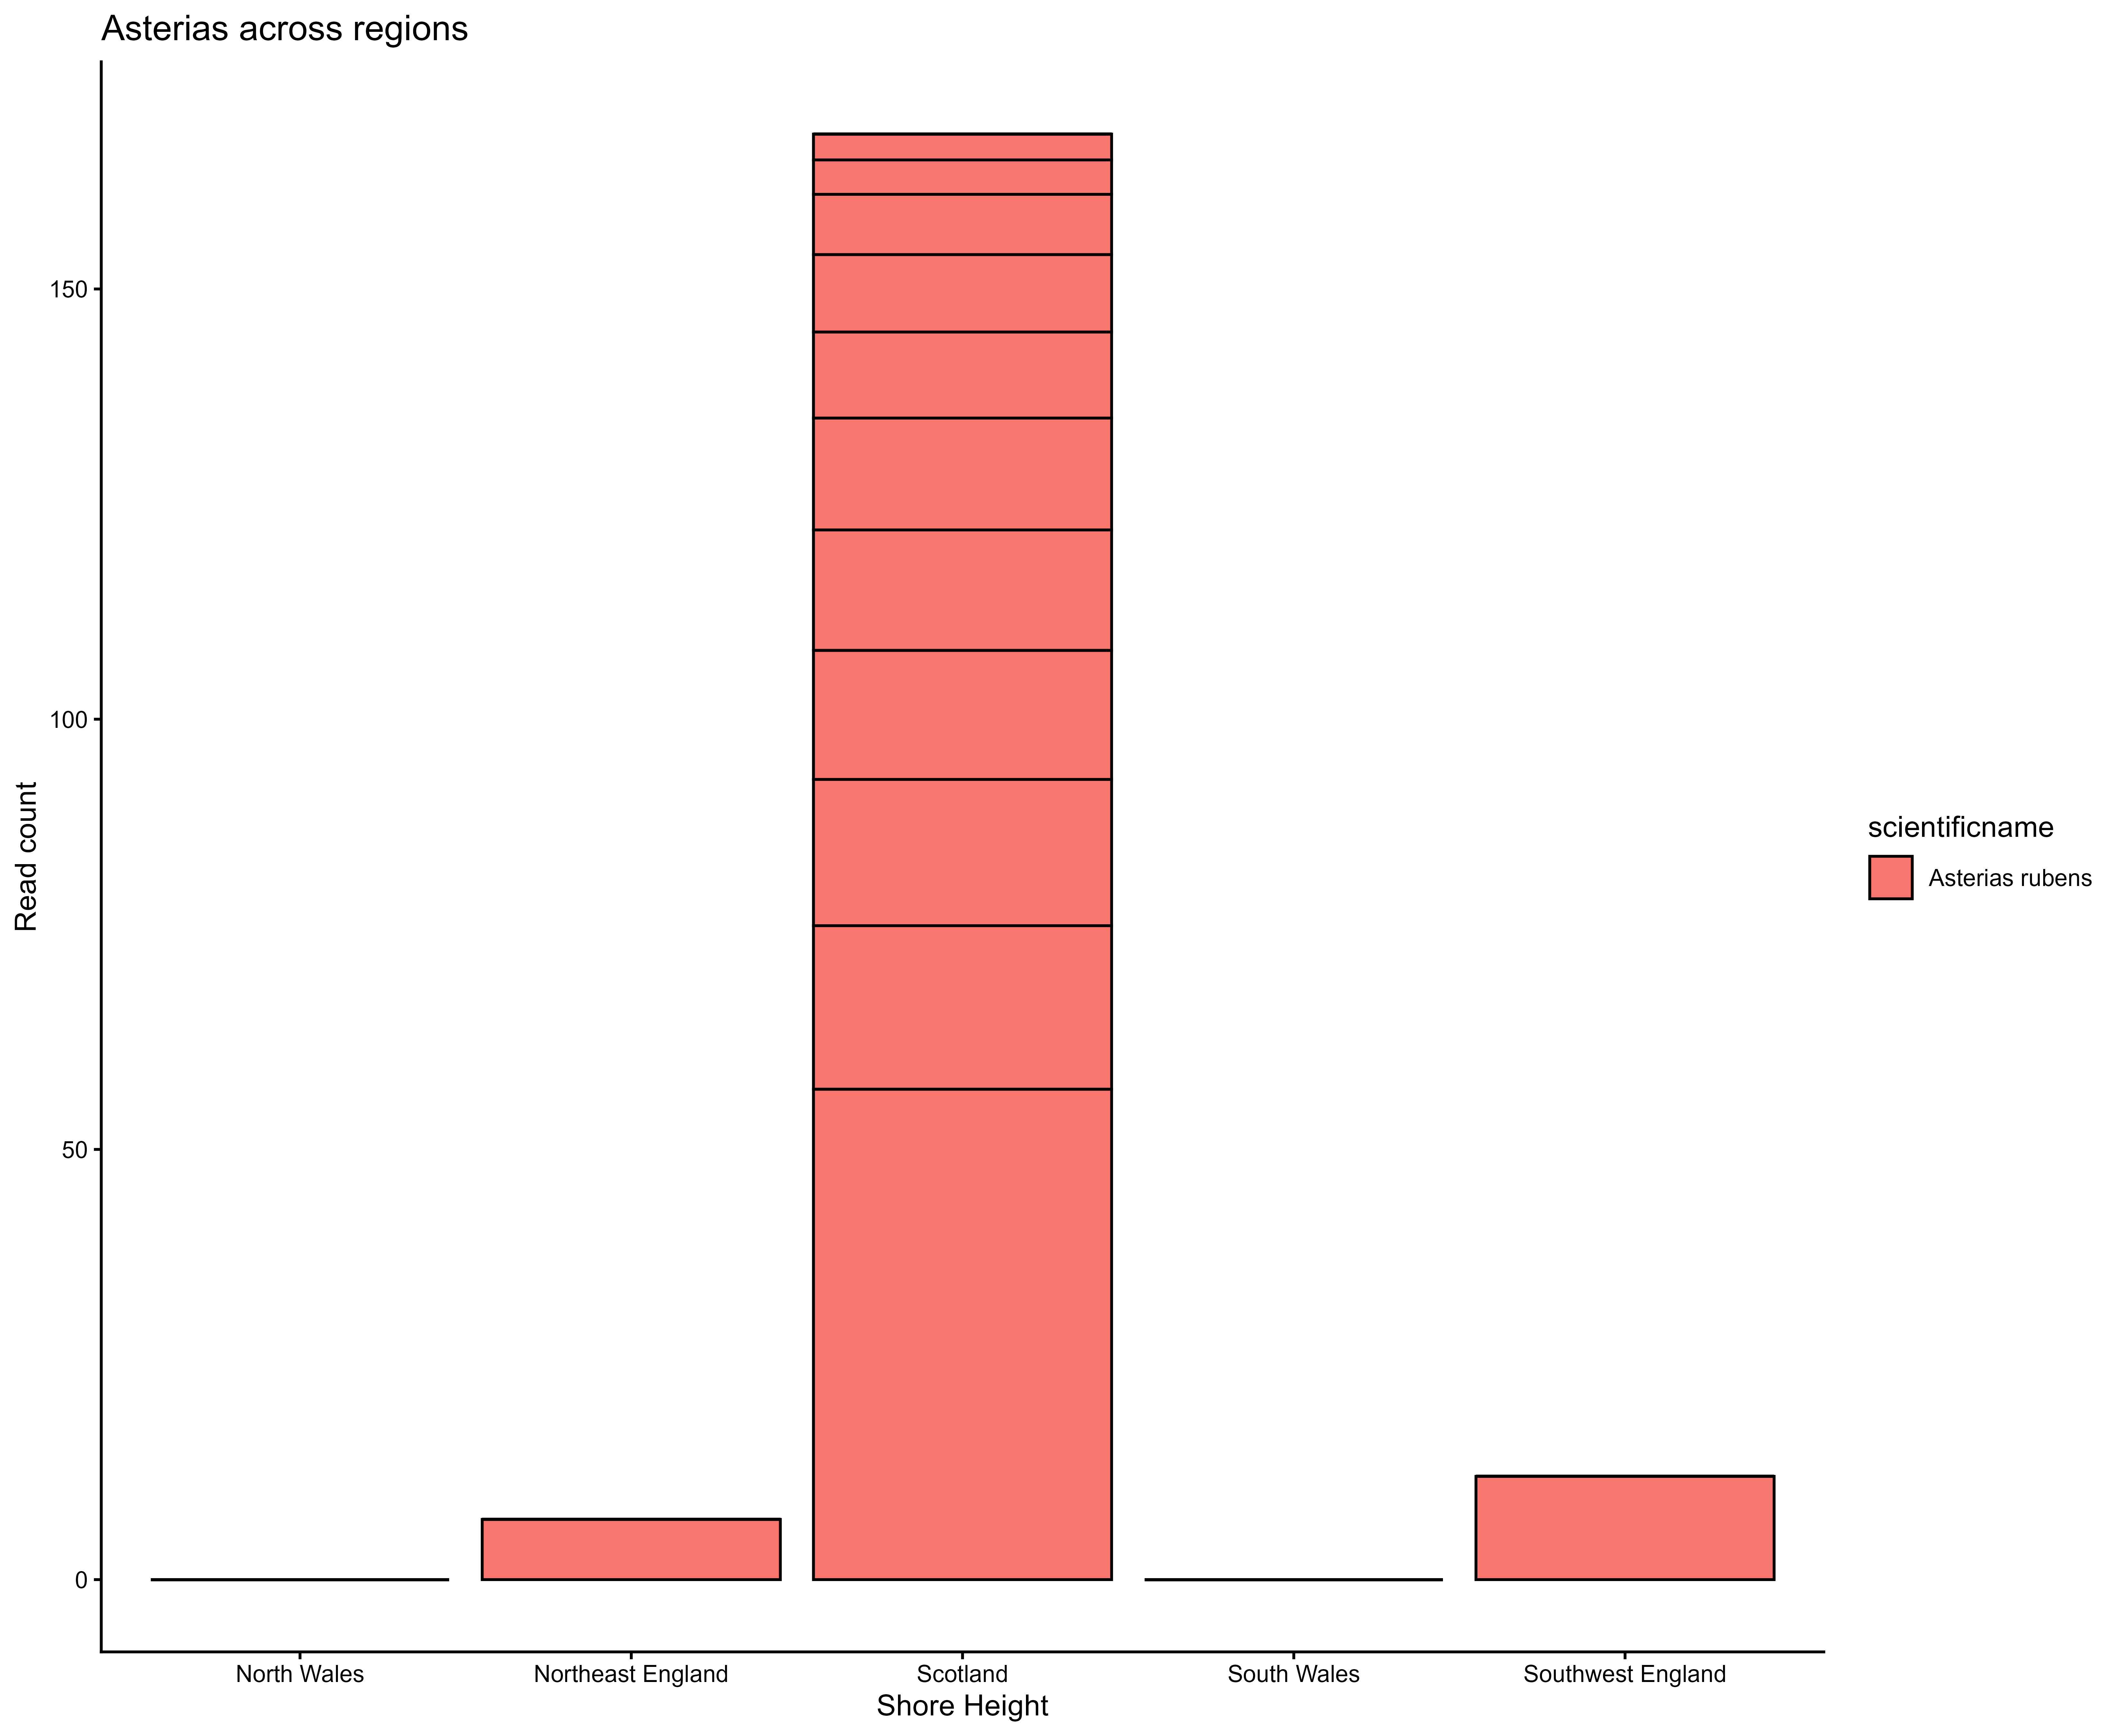 Asterias across regions
150
100
50
0
Read count
North Wales
Northeast England
Scotland
South Wales
Southwest England
Shore Height
scientificname
Asterias rubens